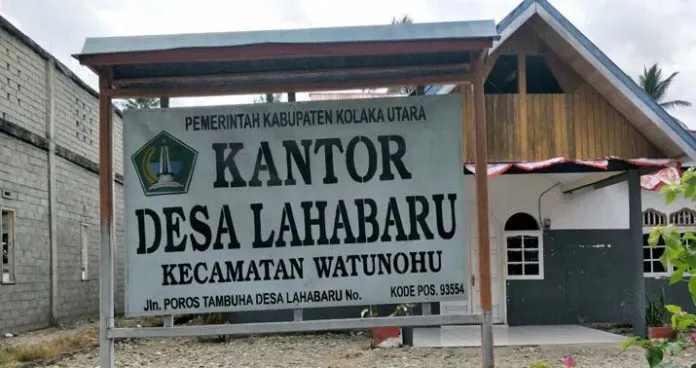 PEMERINTAH KABUPATEN KOLAKA UTARA
KANTOR
DESA LAHABARU
KECAMATAN WATUNOHU
Jln. POROS TAMBUHA DESA LAHABARU No. KODE POS. 93554